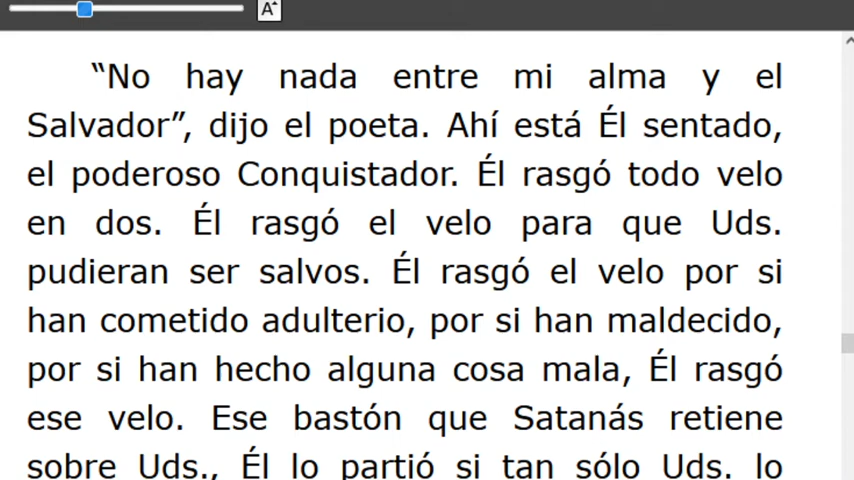 A
“No hay nada entre mi alma y el
Salvador”, dijo el poeta. Ahí está Él sentado,
el poderoso Conquistador. Él rasgó todo velo
en dos. Él rasgó el velo para que Uds.
pudieran ser salvos. Él rasgó el velo por si
han cometido adulterio, por si han maldecido,
por si han hecho alguna cosa mala, Él rasgó
ese velo. Ese bastón que Satanás retiene
sobre Uds., Él lo partió si tan sólo Uds. lo